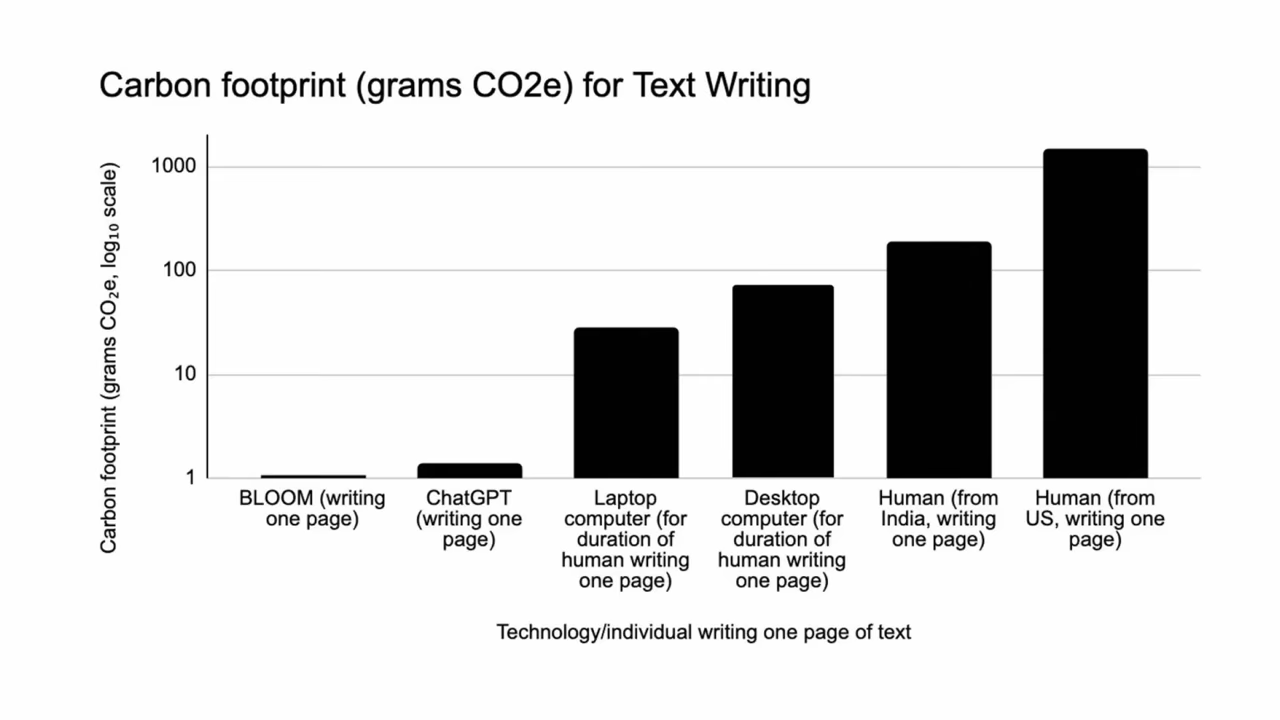 Carbon footprint (grams CO2e) for Text Writing
Carbon footprint (grams CO₂e, log₁₀ scale)
1000
100
10
1
BLOOM (writing
one page)
ChatGPT
(writing one
page)
Laptop
computer (for
duration of
human writing
one page)
Desktop
computer (for
duration of
human writing
one page)
Human (from
India, writing
one page)
Human (from
US, writing one
page)
Technology/individual writing one page of text